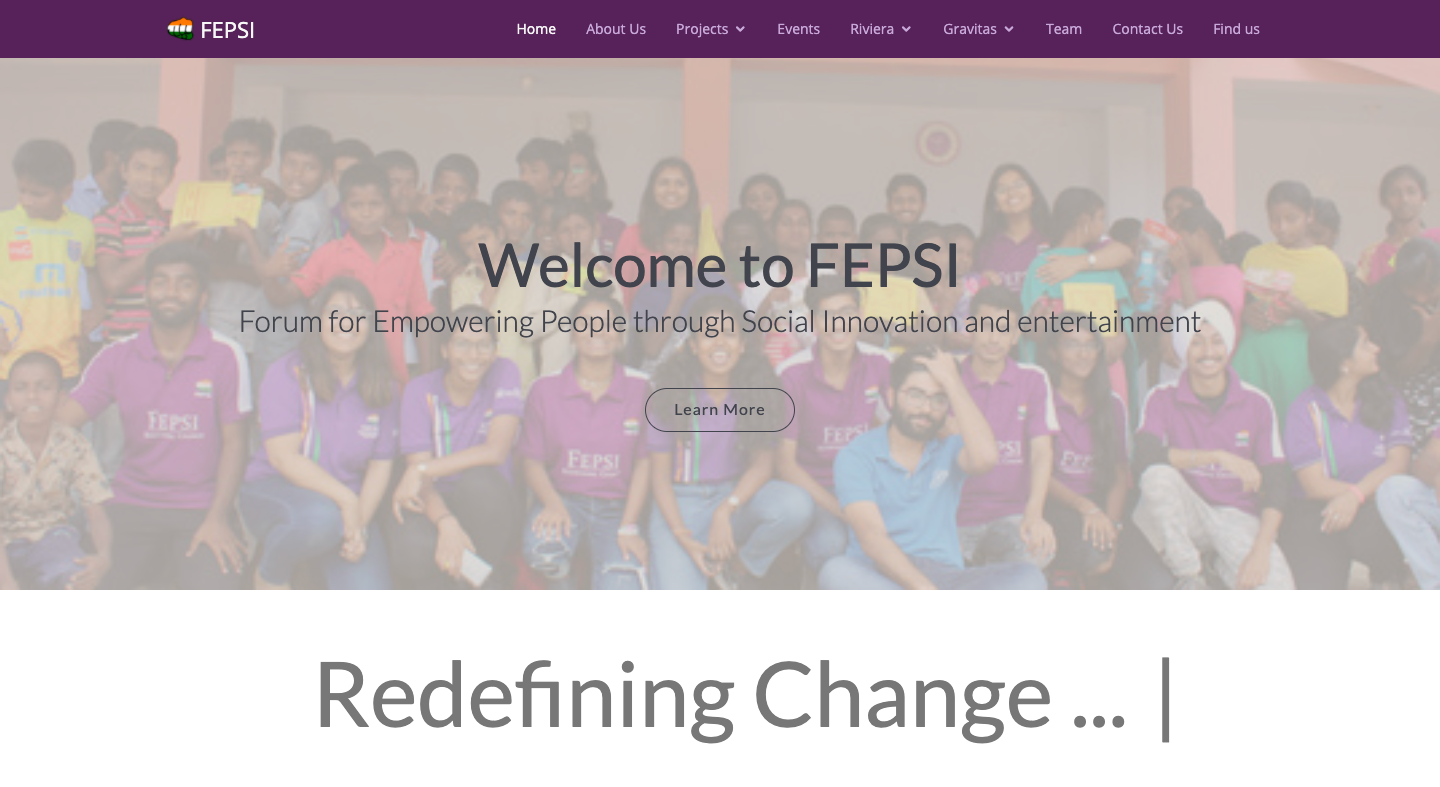 FEPSI
Home About Us Projects Events Riviera Gravitas Team Contact Us Find us
Welcome to FEPSI
Forum for Empowering People through Social Innovation and entertainment
Learn More
FEPSI
FEPSI
FEPSI
FEPSI
Redefining Change ... |